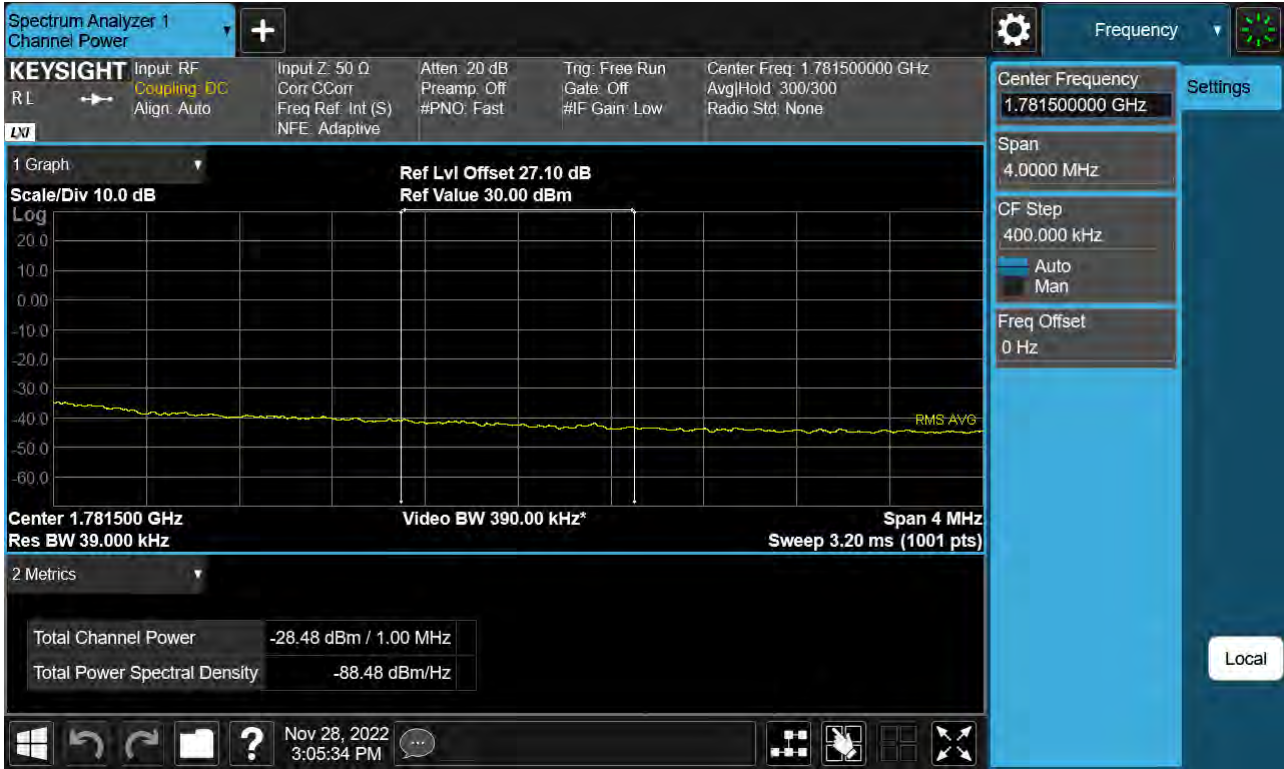 Spectrum Analyzer 1
Channel Power
Frequency
KEYSIGHT
R L
LXI
Input: RF
Coupling: DC
Align: Auto
Input Z: 50 Ω
Corr CCorr
Freq Ref: Int (S)
NFE: Adaptive
Atten: 20 dB
Preamp: Off
#PNO: Fast
Trig: Free Run
Gate: Off
#IF Gain: Low
Center Freq: 1.781500000 GHz
Avg|Hold: 300/300
Radio Std: None
1 Graph
Scale/Div 10.0 dB
Ref Lvl Offset 27.10 dB
Ref Value 30.00 dBm
Log
20.0
10.0
0.00
-10.0
-20.0
-30.0
-40.0
-50.0
-60.0
RMS AVG
Center 1.781500 GHz
Video BW 390.00 kHz*
Span 4 MHz
Res BW 39.000 kHz
Sweep 3.20 ms (1001 pts)
2 Metrics
Total Channel Power -28.48 dBm / 1.00 MHz
Total Power Spectral Density -88.48 dBm/Hz
Center Frequency
1.781500000 GHz
Span
4.0000 MHz
CF Step
400.000 kHz
Auto
Man
Freq Offset
0 Hz
Settings
Local
?
Nov 28, 2022
3:05:34 PM